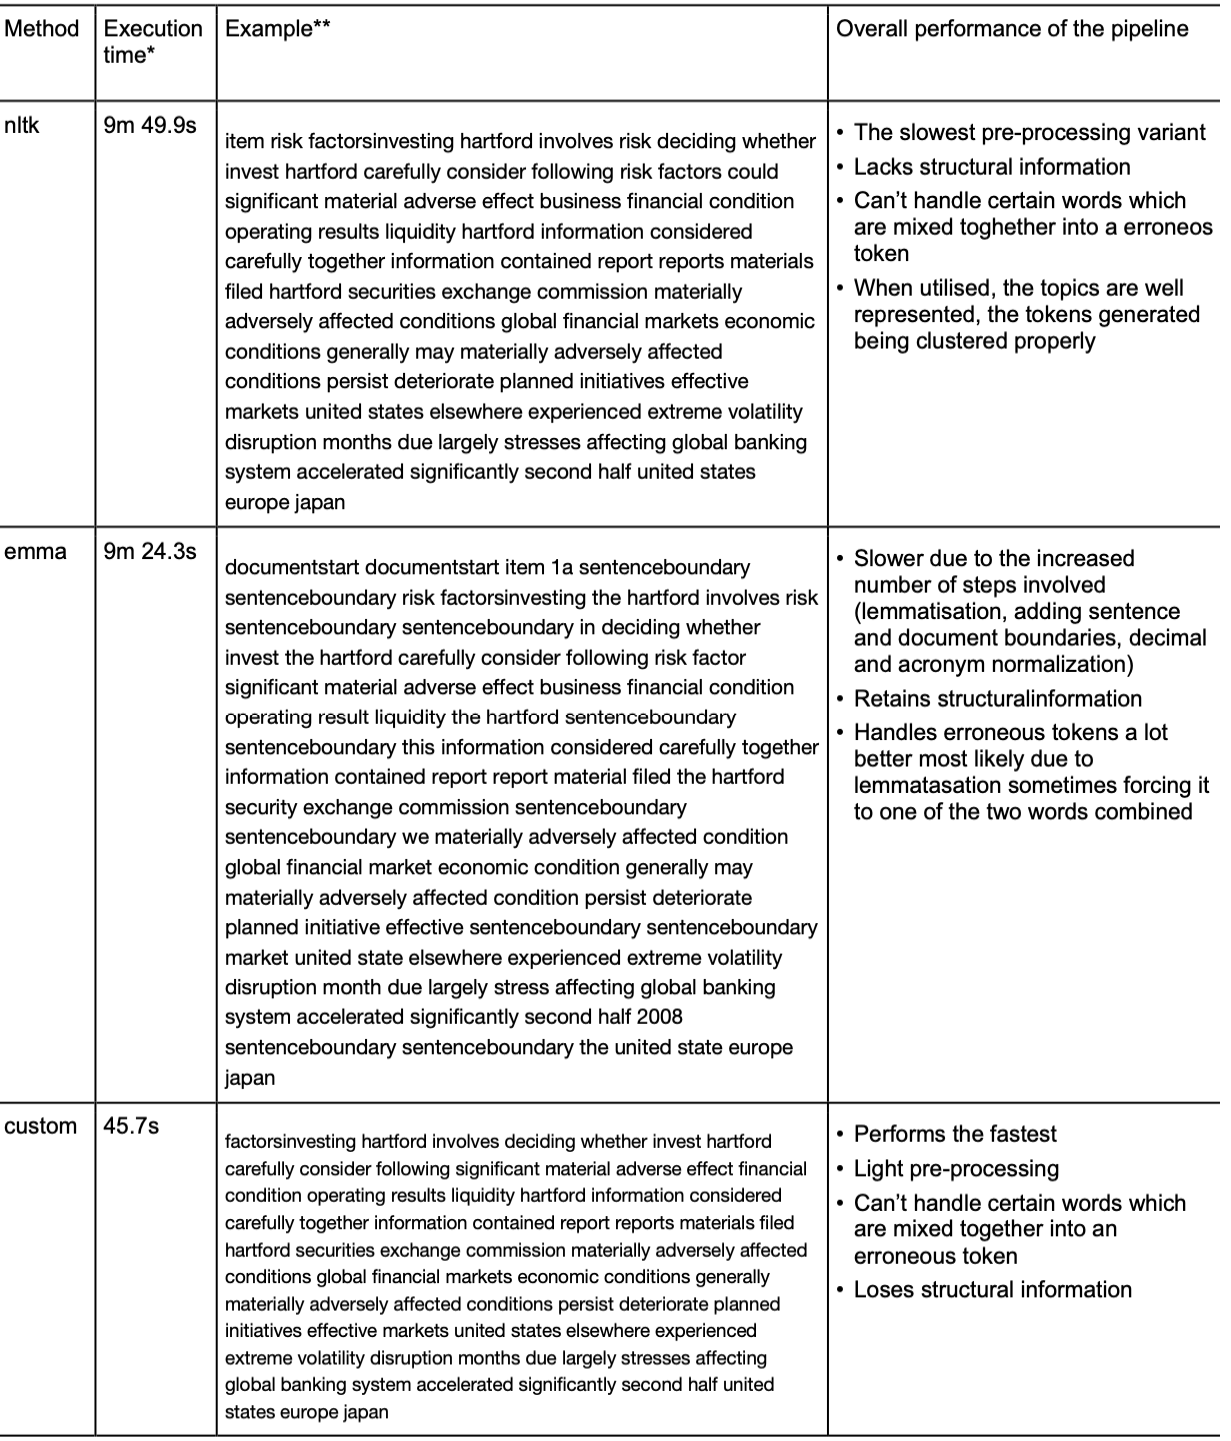 Method
Execution
time*
Example**
Overall performance of the pipeline
nltk
9m 49.9s
item risk factorsinvesting hartford involves risk deciding whether
invest hartford carefully consider following risk factors could
significant material adverse effect business financial condition
operating results liquidity hartford information considered
carefully together information contained report reports materials
filed hartford securities exchange commission materially
adversely affected conditions global financial markets economic
conditions generally may materially adversely affected
conditions persist deteriorate planned initiatives effective
markets united states elsewhere experienced extreme volatility
disruption months due largely stresses affecting global banking
system accelerated significantly second half united states
europe japan
• The slowest pre-processing variant
• Lacks structural information
• Can’t handle certain words which
are mixed toghether into a erroneos
token
• When utilised, the topics are well
represented, the tokens generated
being clustered properly
emma
9m 24.3s
documentstart documentstart item 1a sentenceboundary
sentenceboundary risk factorsinvesting the hartford involves risk
sentenceboundary sentenceboundary in deciding whether
invest the hartford carefully consider following risk factor
significant material adverse effect business financial condition
operating result liquidity the hartford sentenceboundary
sentenceboundary this information considered carefully together
information contained report report material filed the hartford
security exchange commission sentenceboundary
sentenceboundary we materially adversely affected condition
global financial market economic condition generally may
materially adversely affected condition persist deteriorate
planned initiative effective sentenceboundary sentenceboundary
market united state elsewhere experienced extreme volatility
disruption month due largely stress affecting global banking
system accelerated significantly second half 2008
sentenceboundary sentenceboundary the united state europe
japan
• Slower due to the increased
number of steps involved
(lemmatisation, adding sentence
and document boundaries, decimal
and acronym normalization)
• Retains structuralinformation
• Handles erroneous tokens a lot
better most likely due to
lemmatasation sometimes forcing it
to one of the two words combined
custom
45.7s
factorsinvesting hartford involves deciding whether invest hartford
carefully consider following significant material adverse effect financial
condition operating results liquidity hartford information considered
carefully together information contained report reports materials filed
hartford securities exchange commission materially adversely affected
conditions global financial markets economic conditions generally
materially adversely affected conditions persist deteriorate planned
initiatives effective markets united states elsewhere experienced
extreme volatility disruption months due largely stresses affecting
global banking system accelerated significantly second half united
states europe japan
• Performs the fastest
• Light pre-processing
• Can’t handle certain words which
are mixed together into an
erroneous token
• Loses structural information